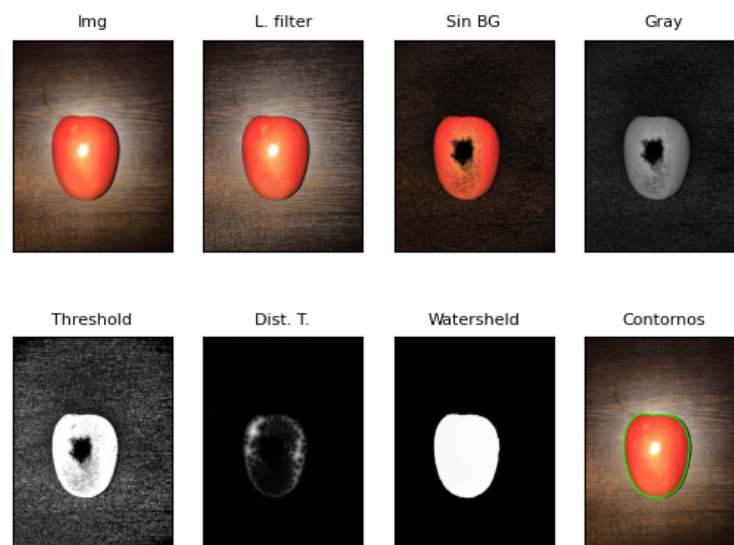 Img
L. filter
Sin BG
Gray
Threshold
Dist. T.
Watersheld
Contornos